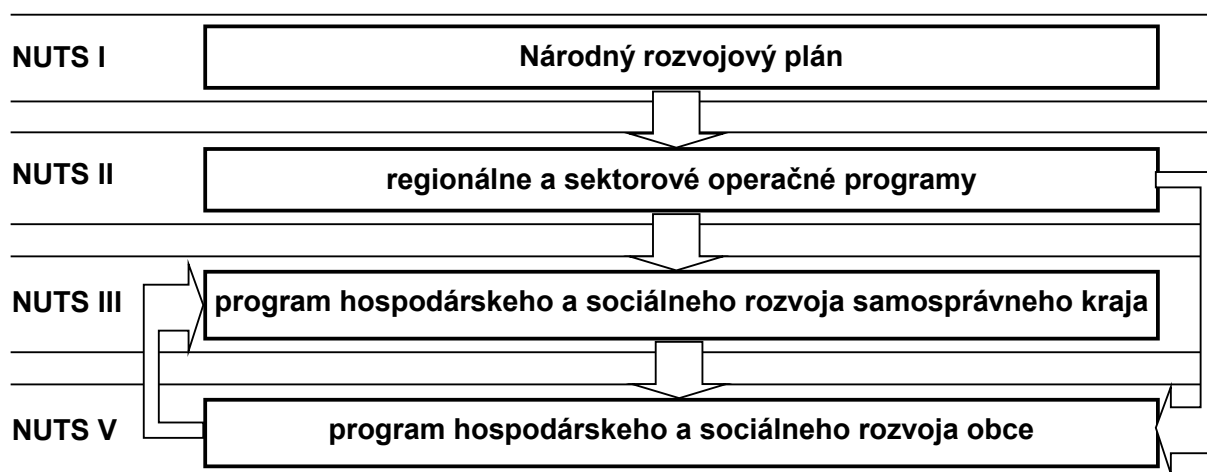 NUTS I
Národný rozvojový plán
NUTS II
regionálne a sektorové operačné programy
NUTS III
program hospodárskeho a sociálneho rozvoja samosprávneho kraja
NUTS V
program hospodárskeho a sociálneho rozvoja obce